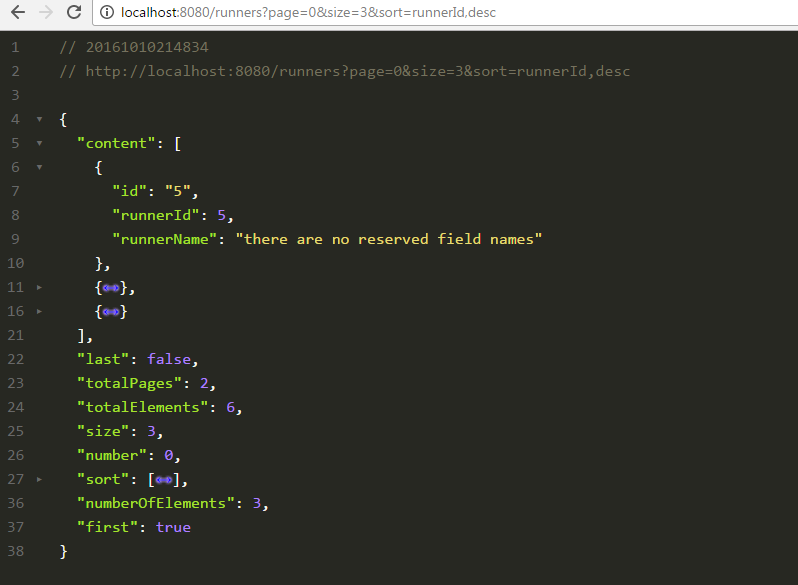 localhost:8080/runners?page=0&size=3&sort=runnerId,desc
1 // 20161010214834
2 // http://localhost:8080/runners?page=0&size=3&sort=runnerId,desc
3
4 {
5 "content": [
6 {
7 "id": "5",
8 "runnerId": 5,
9 "runnerName": "there are no reserved field names"
10 },
11 {↔},
16 {↔}
21 ],
22 "last": false,
23 "totalPages": 2,
24 "totalElements": 6,
25 "size": 3,
26 "number": 0,
27 "sort": [↔],
36 "numberOfElements": 3,
37 "first": true
38 }